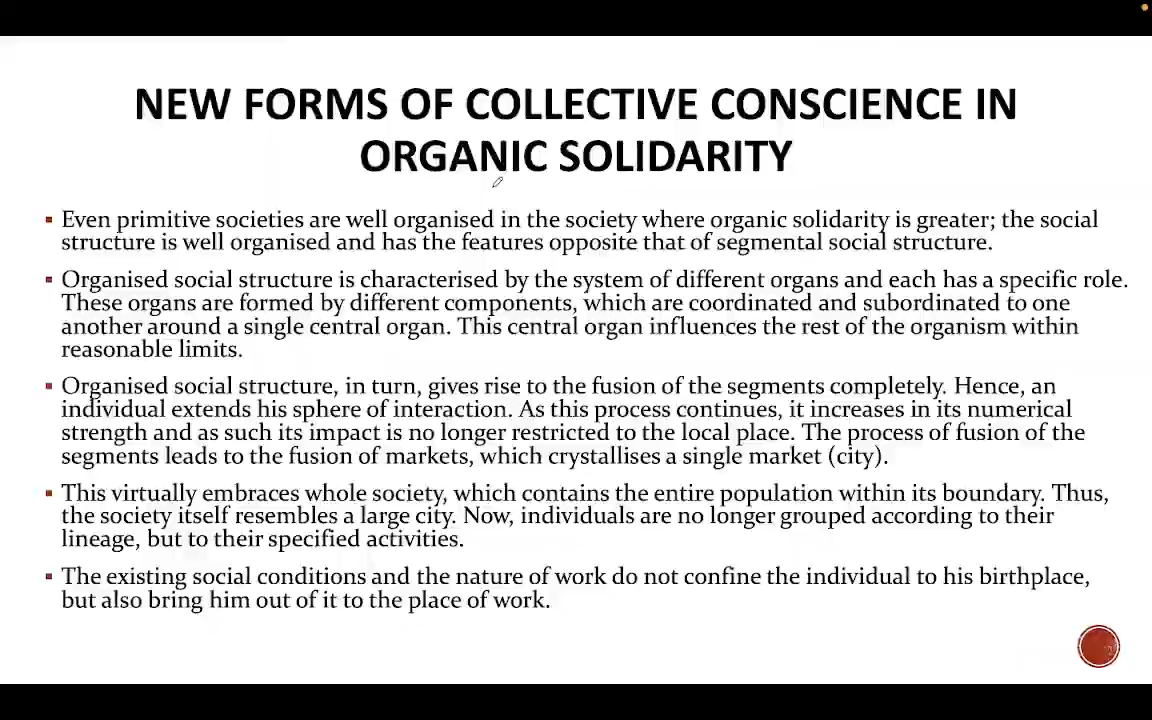 NEW FORMS OF COLLECTIVE CONSCIENCE IN
ORGANIC SOLIDARITY
▪ Even primitive societies are well organised in the society where organic solidarity is greater; the social
structure is well organised and has the features opposite that of segmental social structure.
▪ Organised social structure is characterised by the system of different organs and each has a specific role.
These organs are formed by different components, which are coordinated and subordinated to one
another around a single central organ. This central organ influences the rest of the organism within
reasonable limits.
▪ Organised social structure, in turn, gives rise to the fusion of the segments completely. Hence, an
individual extends his sphere of interaction. As this process continues, it increases in its numerical
strength and as such its impact is no longer restricted to the local place. The process of fusion of the
segments leads to the fusion of markets, which crystallises a single market (city).
▪ This virtually embraces whole society, which contains the entire population within its boundary. Thus,
the society itself resembles a large city. Now, individuals are no longer grouped according to their
lineage, but to their specified activities.
▪ The existing social conditions and the nature of work do not confine the individual to his birthplace,
but also bring him out of it to the place of work.